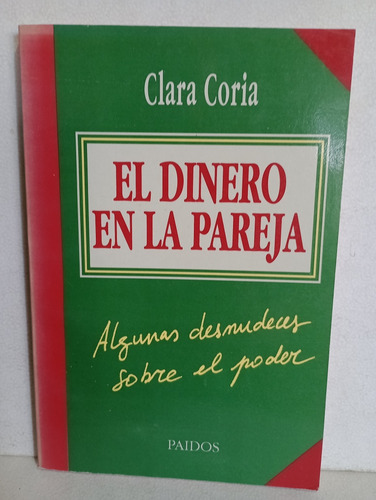 Clara Coria
EL DINERO
EN LA PAREJA
Algunas desnudeces
sobre el poder
PAIDOS